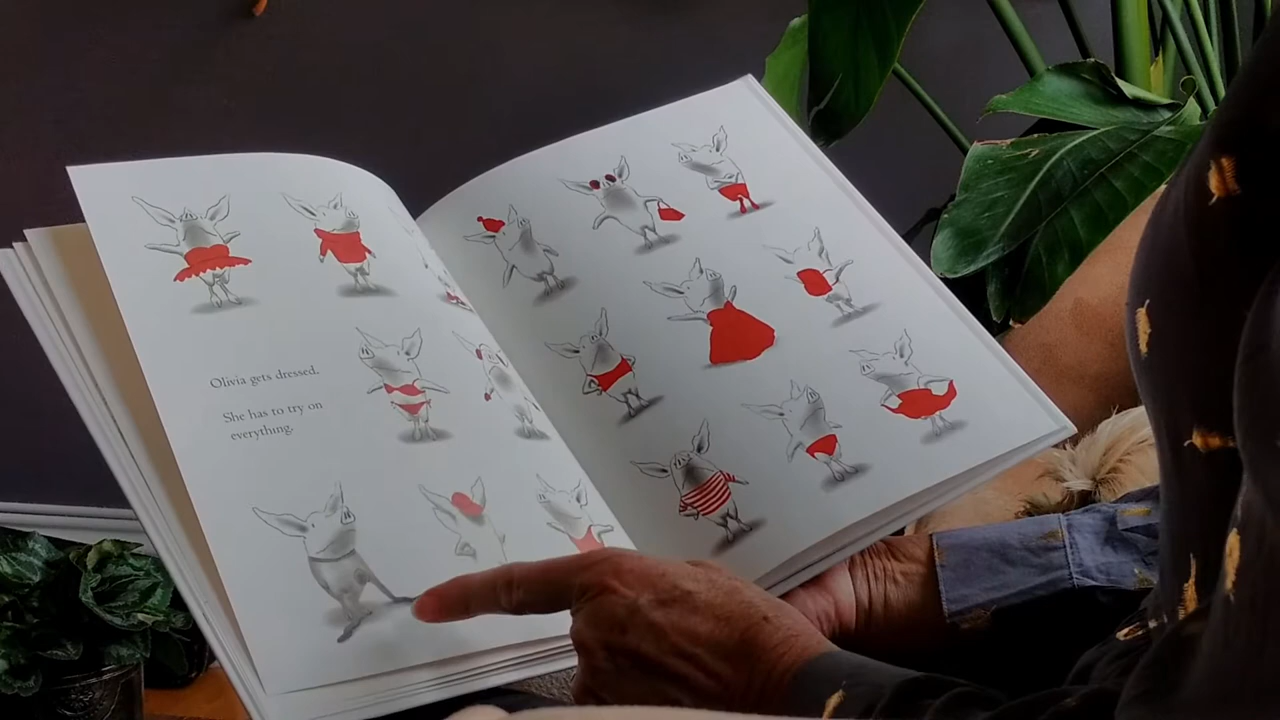 Olivia gets dressed.
She has to try on
everything.